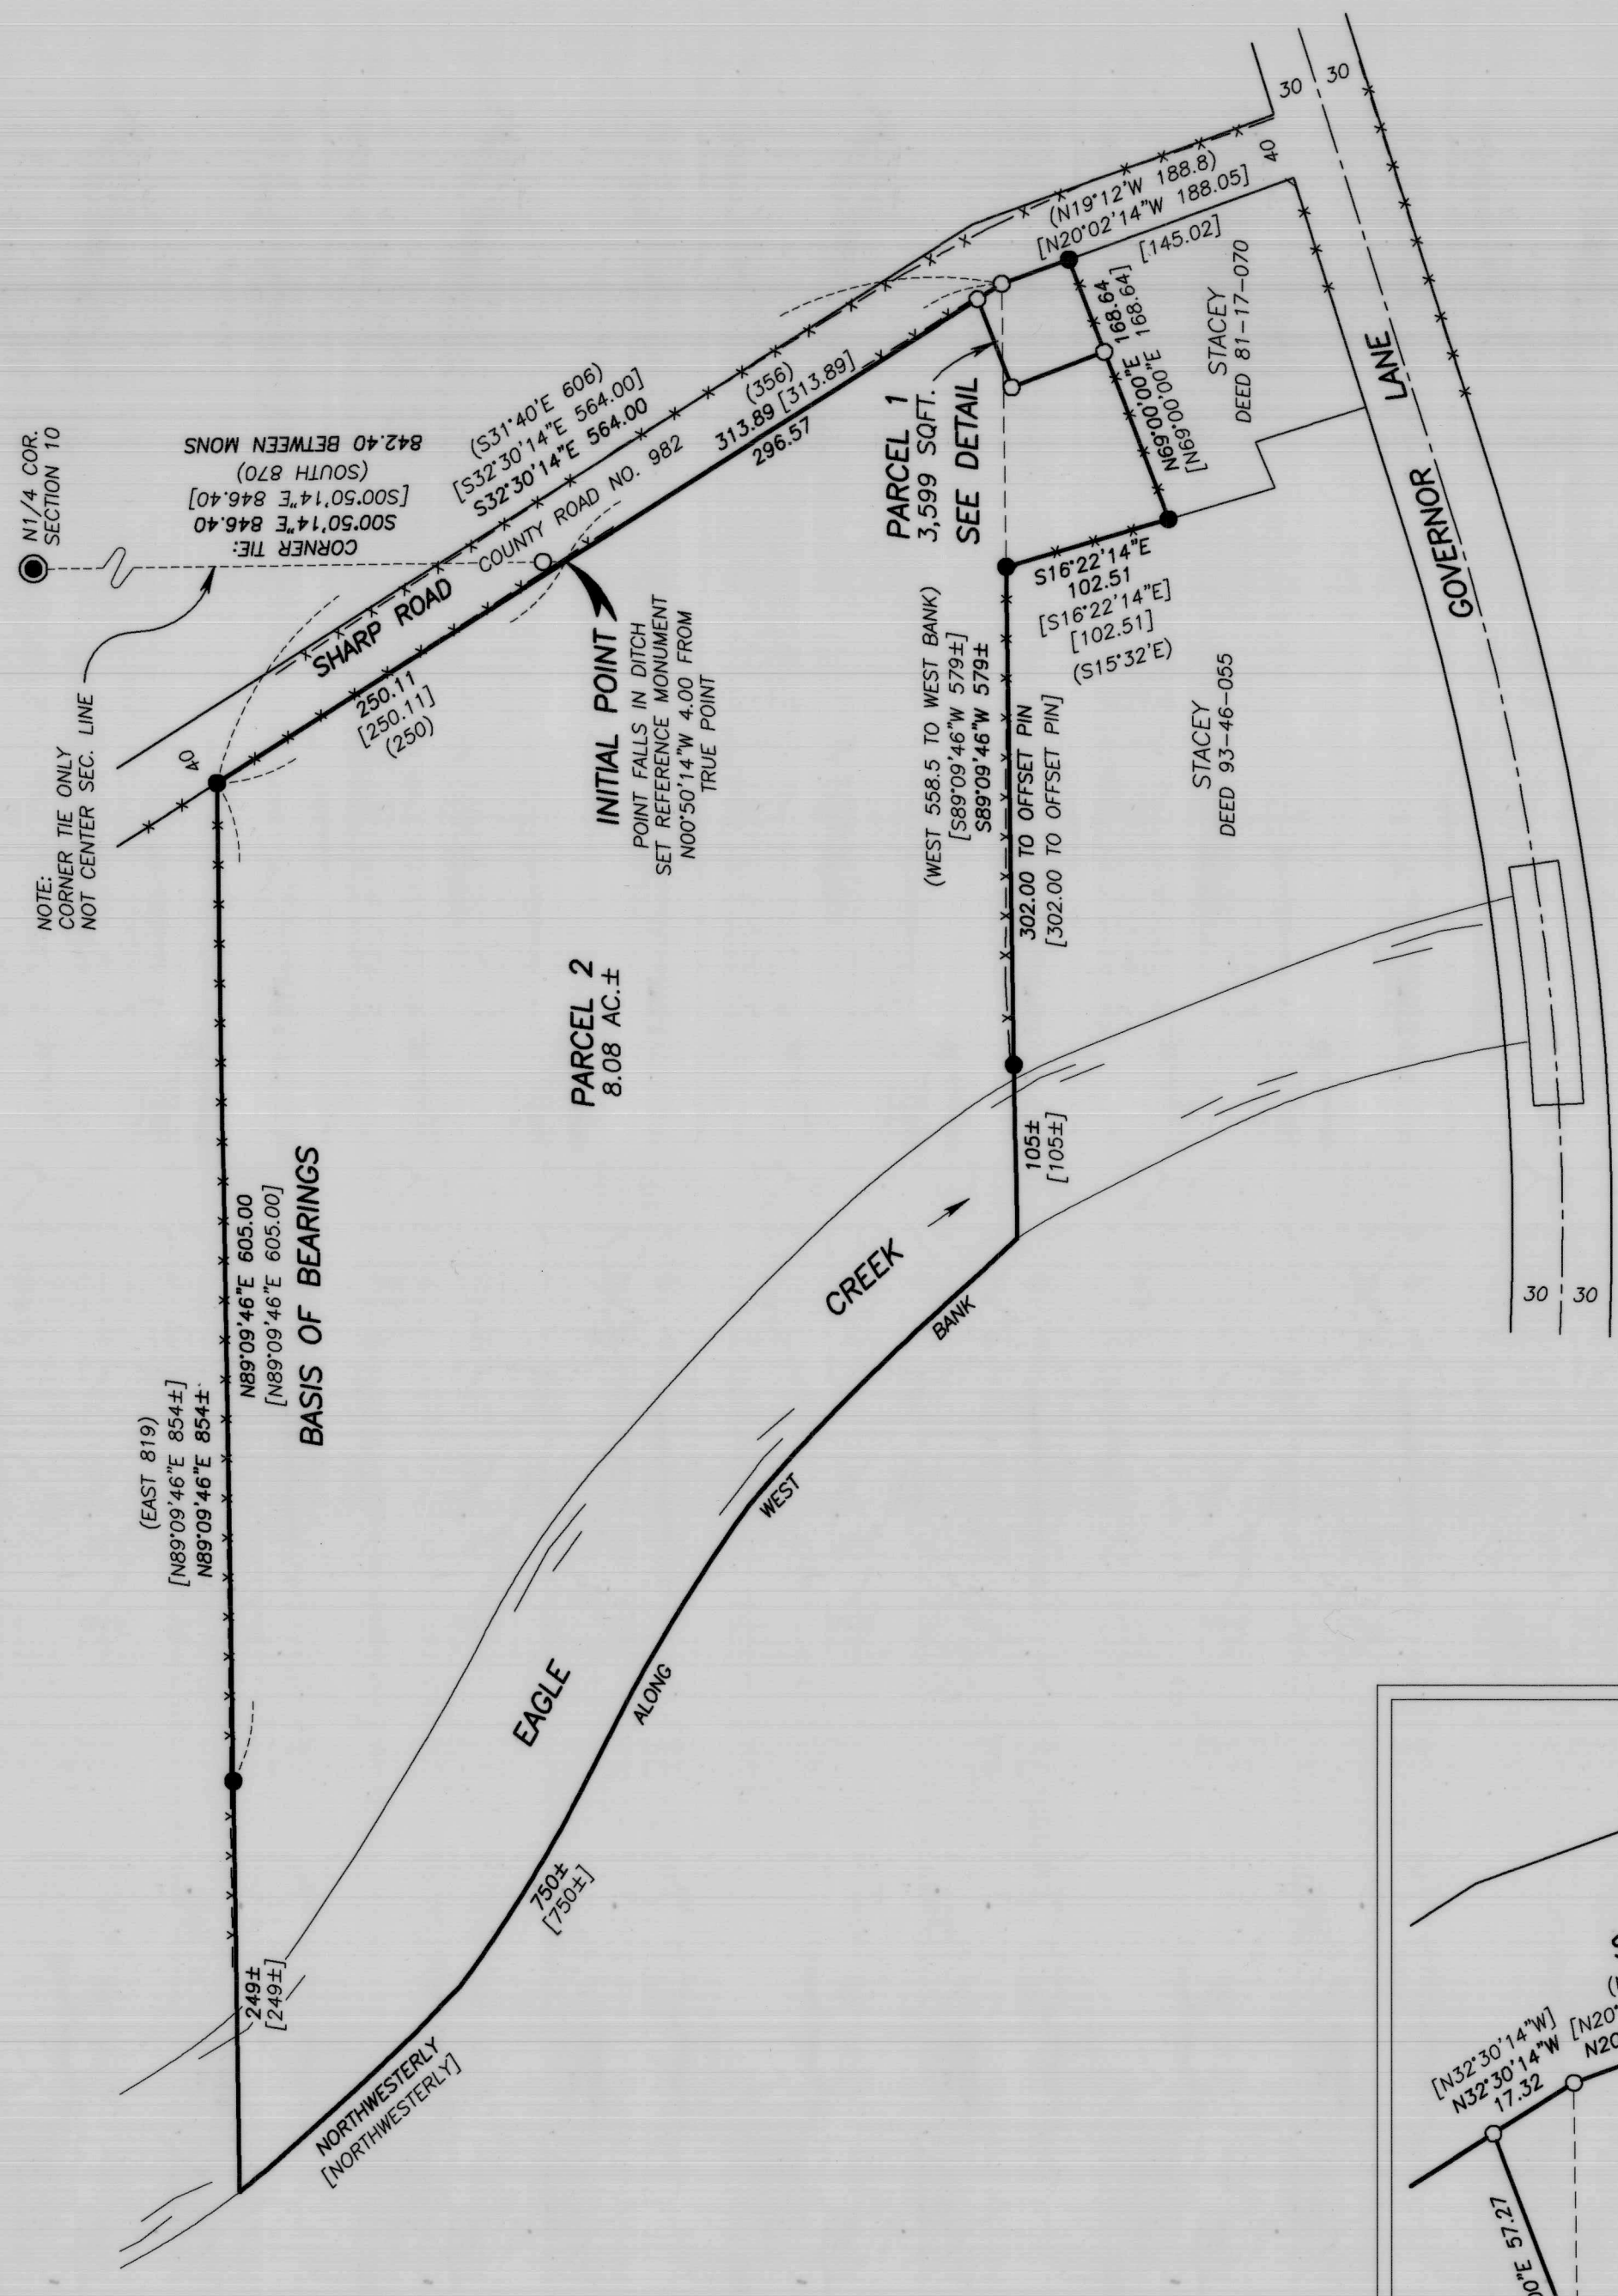 N1/4 COR.
SECTION 10
CORNER TIE:
S00°50'14"E 846.40
[S00°50'14"E 846.40]
(SOUTH 870)
842.40 BETWEEN MONS
NOTE:
CORNER TIE ONLY
NOT CENTER SEC. LINE
SHARP ROAD
COUNTY ROAD NO. 982
40
250.11
[250.11]
(250)
(S31°40'E 606)
[S32°30'14"E 564.00]
S32°30'14"E 564.00
(356)
313.89 [313.89]
296.57
INITIAL POINT
POINT FALLS IN DITCH
SET REFERENCE MONUMENT
N00°50'14"W 4.00 FROM
TRUE POINT
PARCEL 1
3,599 SQFT.
SEE DETAIL
(N19°12'W 188.8)
[N20°02'14"W 188.05]
[145.02]
40
30
30
N69°00'00"E 168.64
[N69°00'00"E 168.64]
STACEY
DEED 81-17-070
S16°22'14"E
102.51
[S16°22'14"E]
[102.51]
(S15°32'E)
(WEST 558.5 TO WEST BANK)
[S89°09'46"W 579±]
S89°09'46"W 579±
302.00 TO OFFSET PIN
[302.00 TO OFFSET PIN]
STACEY
DEED 93-46-055
GOVERNOR LANE
PARCEL 2
8.08 AC.±
105±
[105±]
(EAST 819)
[N89°09'46"E 854±]
N89°09'46"E 854±
N89°09'46"E 605.00
[N89°09'46"E 605.00]
BASIS OF BEARINGS
EAGLE CREEK
30
30
NORTHWESTERLY ALONG WEST BANK
[NORTHWESTERLY]
750±
[750±]
249±
[249±]
[N32°30'14"W]
N32°30'14"W
17.32
[N20°
N20
00"E 57.27